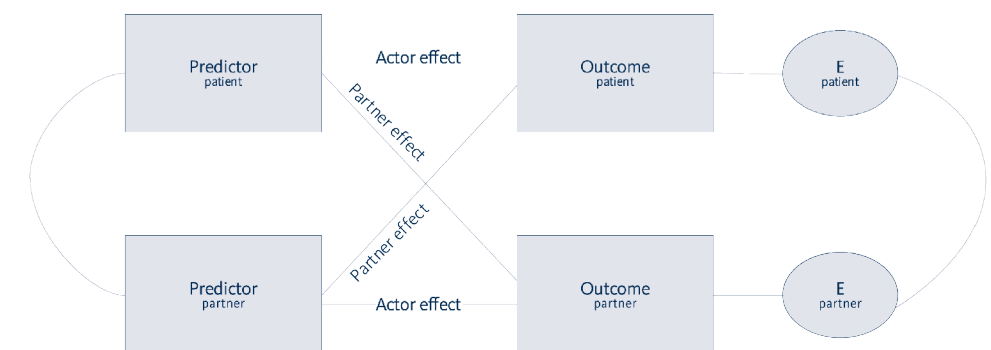 Predictor
patient
Actor effect
Outcome
patient
E
patient
Partner effect
Partner effect
Predictor
partner
Actor effect
Outcome
partner
E
partner